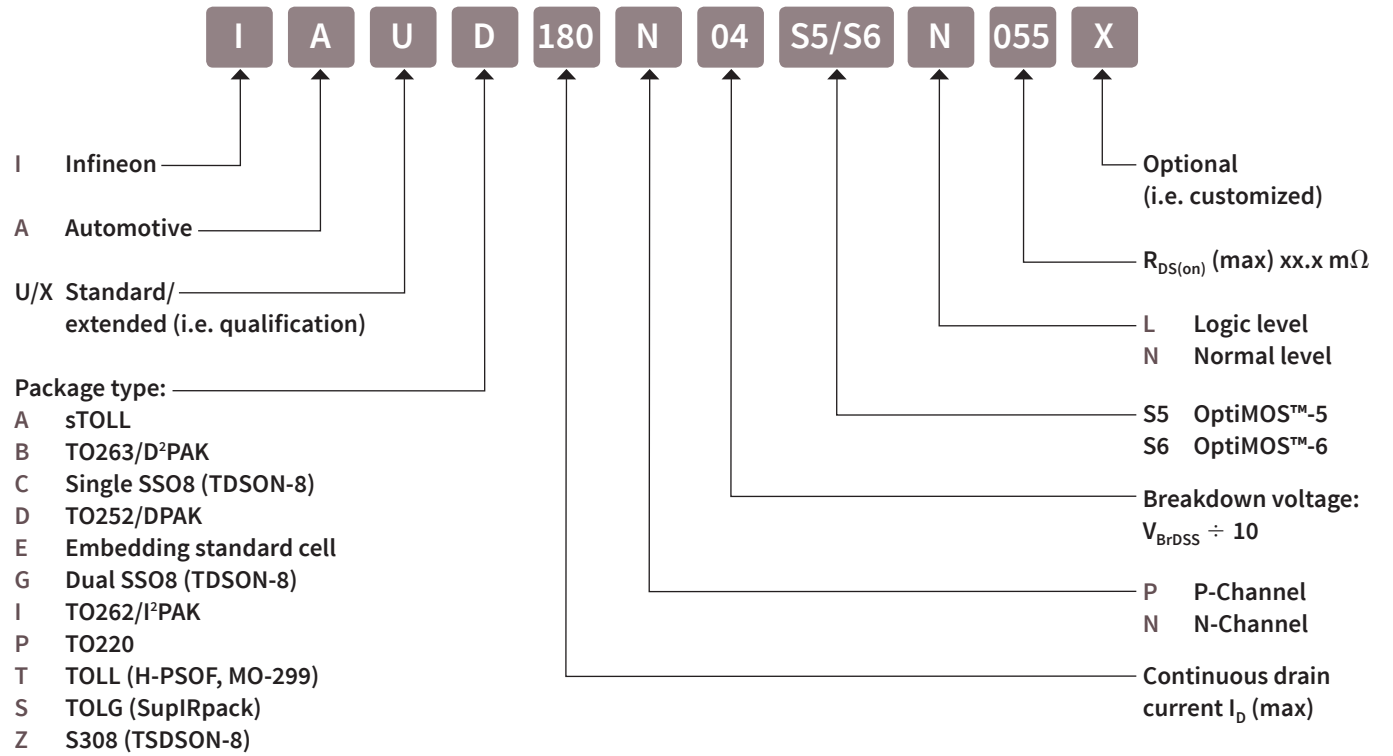 I A U D 180 N 04 S5/S6 N 055 X
I Infineon
A Automotive
U/X Standard/
extended (i.e. qualification)
Package type:
A sTOLL
B TO263/D²PAK
C Single SSO8 (TDSON-8)
D TO252/DPAK
E Embedding standard cell
G Dual SSO8 (TDSON-8)
I TO262/I²PAK
P TO220
T TOLL (H-PSOF, MO-299)
S TOLG (SupIRpack)
Z S308 (TSDSON-8)
Optional
(i.e. customized)
R_DS(on) (max) xx.x mΩ
L Logic level
N Normal level
S5 OptiMOS™-5
S6 OptiMOS™-6
Breakdown voltage:
V_BrDSS ÷ 10
P P-Channel
N N-Channel
Continuous drain
current I_D (max)